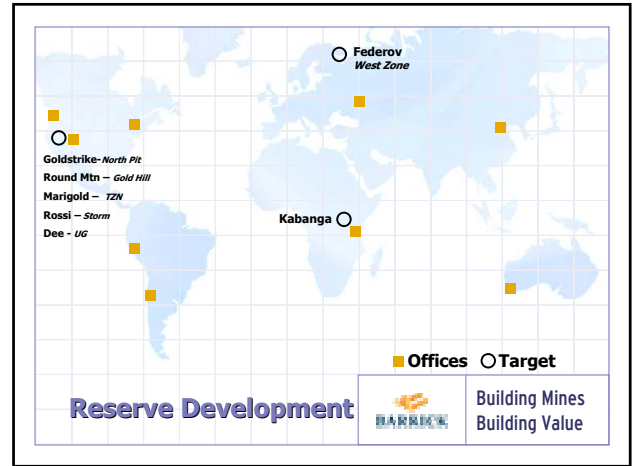 Federov
West Zone
Goldstrike-North Pit
Round Mtn – Gold Hill
Marigold – TZN
Rossi – Storm
Dee - UG
Kabanga
Offices Target
Reserve Development
BARRICK
Building Mines
Building Value